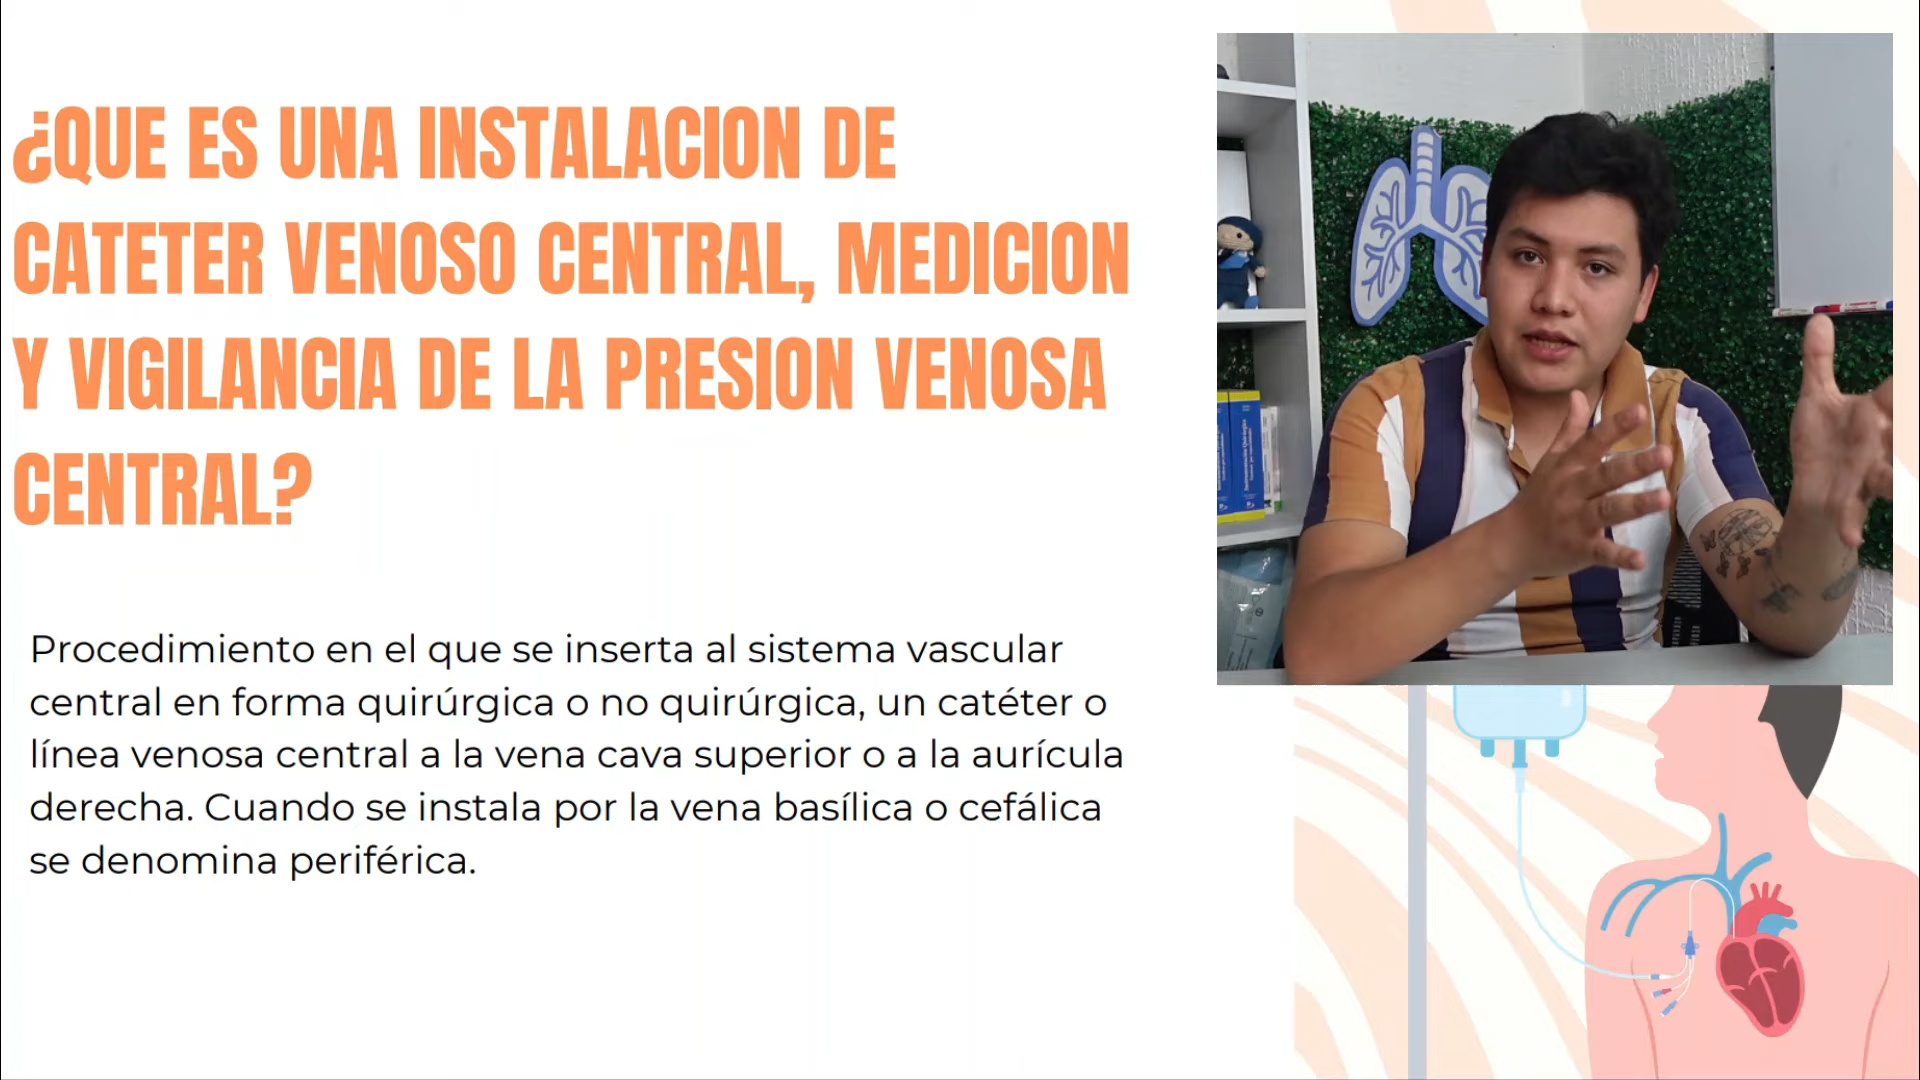 ¿QUE ES UNA INSTALACION DE
CATETER VENOSO CENTRAL, MEDICION
Y VIGILANCIA DE LA PRESION VENOSA
CENTRAL?
Procedimiento en el que se inserta al sistema vascular
central en forma quirúrgica o no quirúrgica, un catéter o
línea venosa central a la vena cava superior o a la aurícula
derecha. Cuando se instala por la vena basílica o cefálica
se denomina periférica.